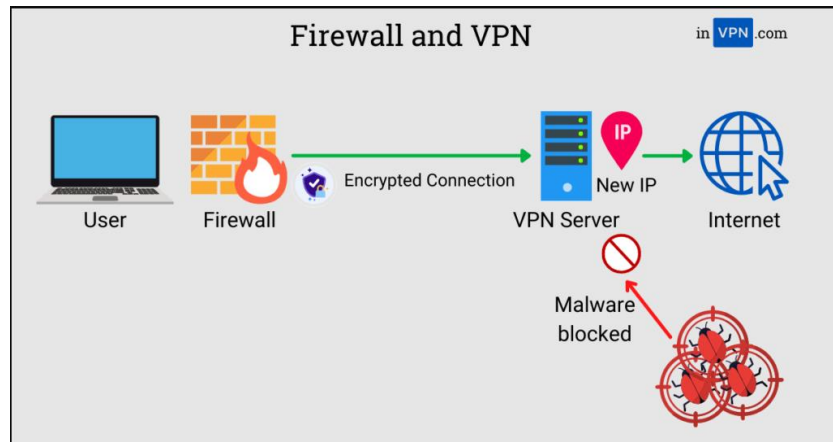 Firewall and VPN
in VPN .com
IP
Encrypted Connection
New IP
User
Firewall
VPN Server
Internet
Malware
blocked